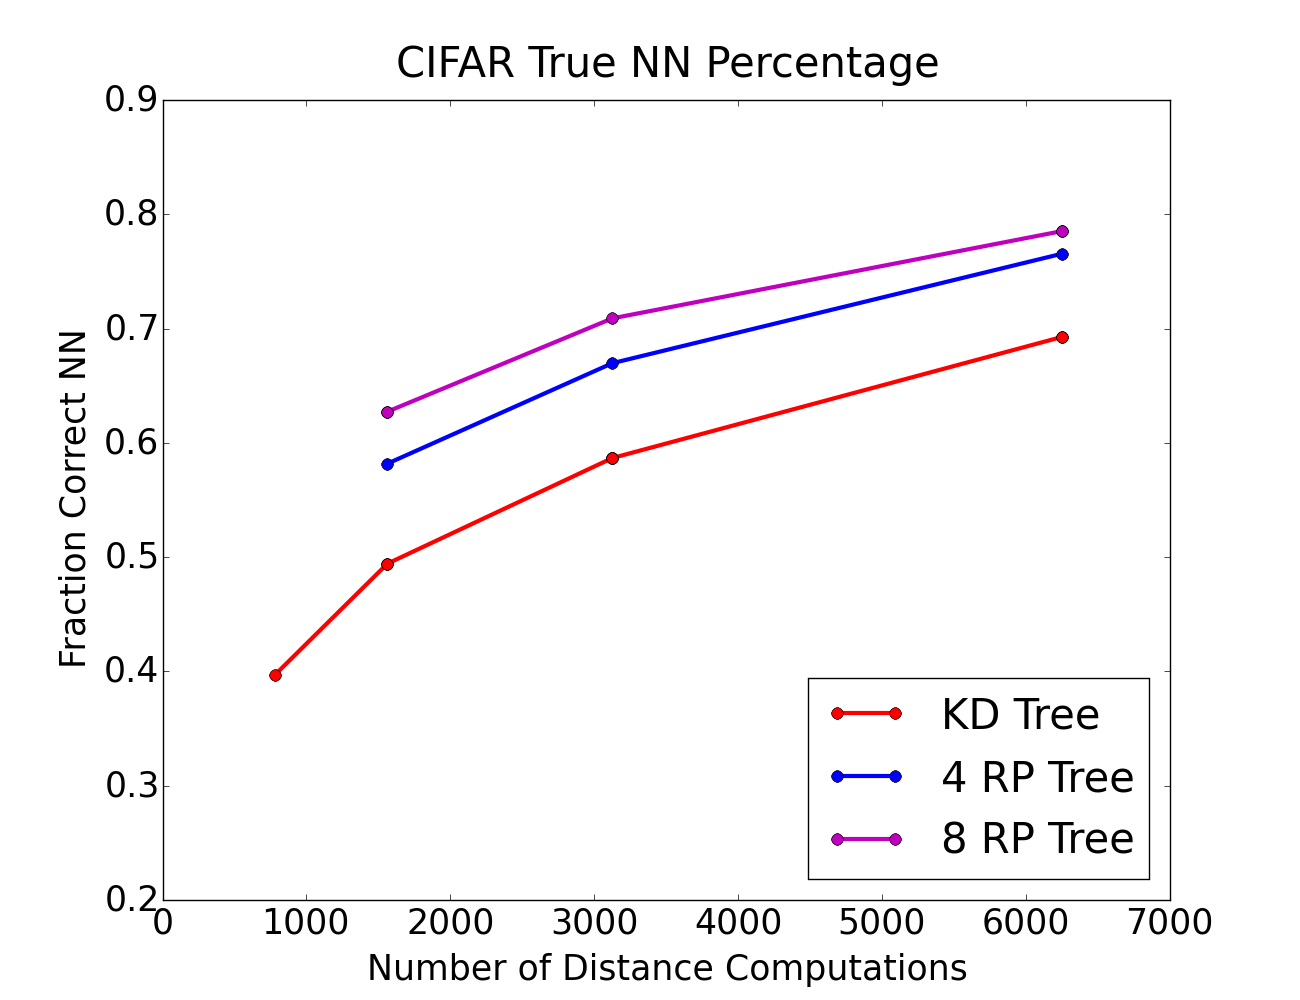 CIFAR True NN Percentage
0.9
0.8
0.7
0.6
0.5
0.4
0.3
0.2
Fraction Correct NN
KD Tree
4 RP Tree
8 RP Tree
0 1000 2000 3000 4000 5000 6000 7000
Number of Distance Computations